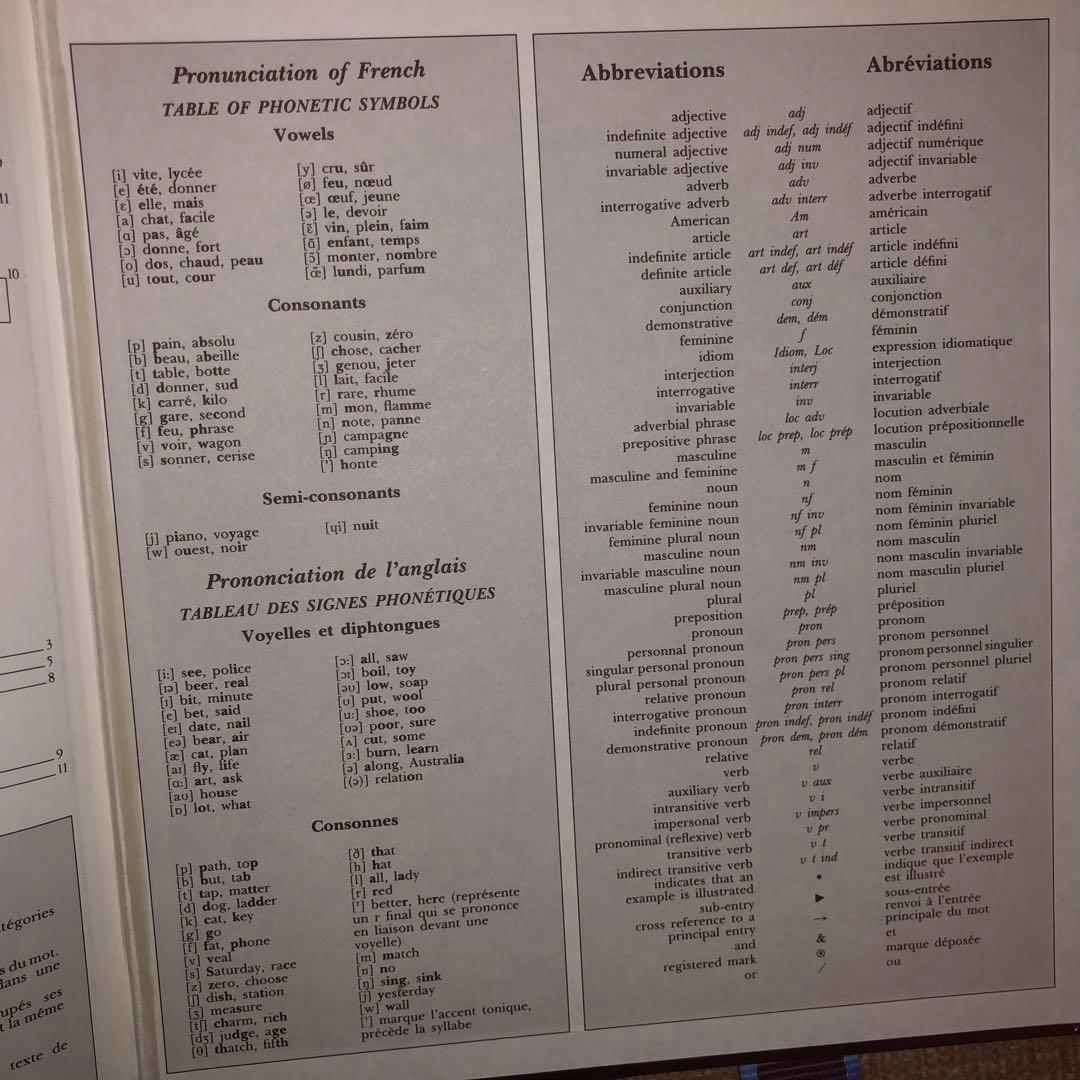 Pronunciation of French
TABLE OF PHONETIC SYMBOLS
Vowels
[i] vite, lycée
[e] été, donner
[ɛ] elle, mais
[a] chat, facile
[ɑ] pas, âgé
[ɔ] donne, fort
[o] dos, chaud, peau
[u] tout, cour
[y] cru, sûr
[ø] feu, nœud
[œ] œuf, jeune
[ə] le, devoir
[ɛ̃] vin, plein, faim
[ɑ̃] enfant, temps
[ɔ̃] monter, nombre
[œ̃] lundi, parfum
Consonants
[p] pain, absolu
[b] beau, abeille
[t] table, botte
[d] donner, sud
[k] carré, kilo
[g] gare, second
[f] feu, phrase
[v] voir, wagon
[s] sonner, cerise
[z] cousin, zéro
[ʃ] chose, cacher
[ʒ] genou, jeter
[l] lait, facile
[r] rare, rhume
[m] mon, flamme
[n] note, panne
[ɲ] campagne
[ŋ] camping
['] honte
Semi-consonants
[j] piano, voyage
[w] ouest, noir
[ɥi] nuit
Prononciation de l'anglais
TABLEAU DES SIGNES PHONÉTIQUES
Voyelles et diphtongues
[i:] see, police
[ɪə] beer, real
[ɪ] bit, minute
[e] bet, said
[eɪ] date, nail
[eə] bear, air
[æ] cat, plan
[aɪ] fly, life
[ɑ:] art, ask
[aʊ] house
[ɒ] lot, what
[ɔ:] all, saw
[ɔɪ] boil, toy
[əʊ] low, soap
[ʊ] put, wool
[u:] shoe, too
[ʊə] poor, sure
[ʌ] cut, some
[ɜ:] burn, learn
[ə] along, Australia
[(ə)] relation
Consonnes
[p] path, top
[b] but, tab
[t] tap, matter
[d] dog, ladder
[k] cat, key
[g] go
[f] fat, phone
[v] veal
[s] Saturday, race
[z] zero, choose
[ʃ] dish, station
[ʒ] measure
[tʃ] charm, rich
[dʒ] judge, age
[θ] thatch, fifth
[ð] that
[h] hat
[l] all, lady
[r] red
[ʳ] better, here (représente
un r final qui se prononce
en liaison devant une
voyelle)
[m] match
[n] no
[ŋ] sing, sink
[j] yesterday
[w] wall
['] marque l'accent tonique,
précède la syllabe
Abbreviations Abréviations
adjective adj adjectif
indefinite adjective adj indef, adj indéf adjectif indéfini
numeral adjective adj num adjectif numérique
invariable adjective adj inv adjectif invariable
adverb adv adverbe
interrogative adverb adv interr adverbe interrogatif
American Am américain
article art article
indefinite article art indef, art indéf article indéfini
definite article art def, art déf article défini
auxiliary aux auxiliaire
conjunction conj conjonction
demonstrative dem, dém démonstratif
feminine f féminin
idiom Idiom, Loc expression idiomatique
interjection interj interjection
interrogative interr interrogatif
invariable inv invariable
adverbial phrase loc adv locution adverbiale
prepositive phrase loc prep, loc prép locution prépositionnelle
masculine m masculin
masculine and feminine m f masculin et féminin
noun n nom
feminine noun nf nom féminin
invariable feminine noun nf inv nom féminin invariable
feminine plural noun nf pl nom féminin pluriel
masculine noun nm nom masculin
invariable masculine noun nm inv nom masculin invariable
masculine plural noun nm pl nom masculin pluriel
plural pl pluriel
preposition prep, prép préposition
pronoun pron pronom
personnal pronoun pron pers pronom personnel
singular personal pronoun pron pers sing pronom personnel singulier
plural personal pronoun pron pers pl pronom personnel pluriel
relative pronoun pron rel pronom relatif
interrogative pronoun pron interr pronom interrogatif
indefinite pronoun pron indef, pron indéf pronom indéfini
demonstrative pronoun pron dem, pron dém pronom démonstratif
relative rel relatif
verb v verbe
auxiliary verb v aux verbe auxiliaire
intransitive verb v i verbe intransitif
impersonal verb v impers verbe impersonnel
pronominal (reflexive) verb v pr verbe pronominal
transitive verb v t verbe transitif
indirect transitive verb v t ind verbe transitif indirect
indicates that an * indique que l'exemple
example is illustrated est illustré
sub-entry ▶ sous-entrée
cross reference to a → renvoi à l'entrée
principal entry principale du mot
and & et
registered mark ® marque déposée
or / ou
10
3
5
8
9
11
tégories
s du mot.
dans une
upés ses
t la même
texte de